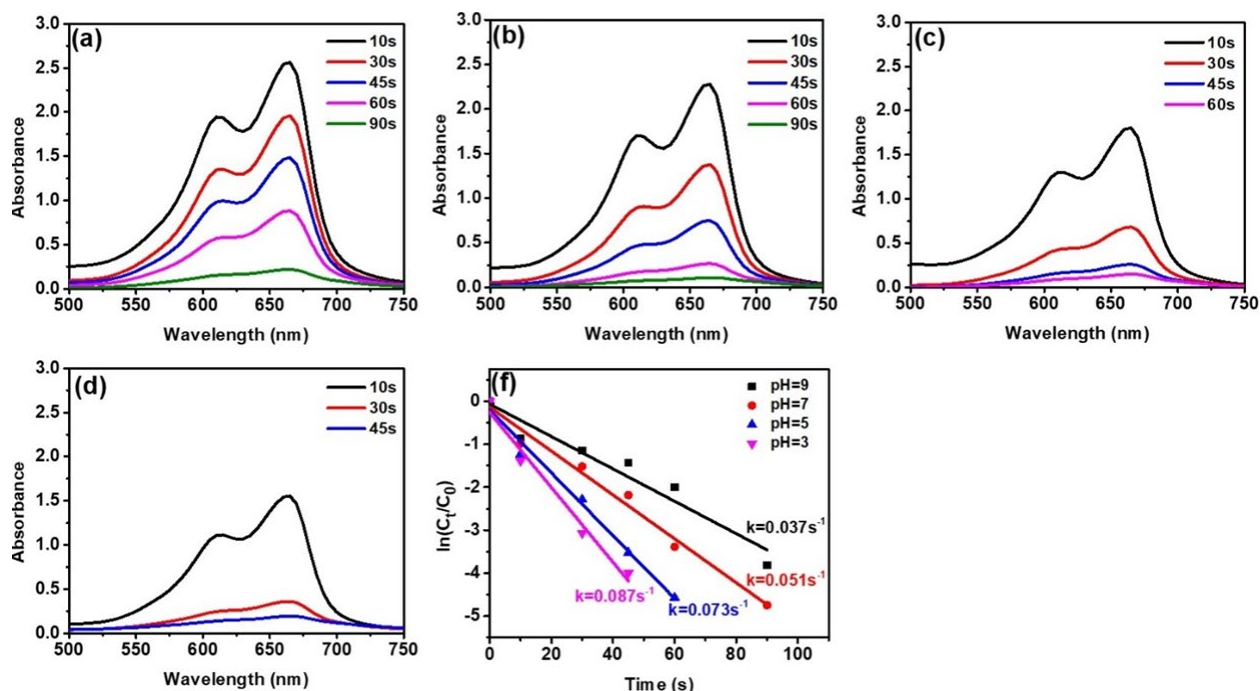 (a)
10s
30s
45s
60s
90s
3.0
2.5
2.0
1.5
1.0
0.5
0.0
500
600
650
700
750
Absorbance
Wavelength (nm)
(b)
10s
30s
45s
60s
90s
3.0
2.5
2.0
1.5
1.0
0.5
0.0
500
600
650
700
750
Absorbance
Wavelength (nm)
(c)
10s
30s
45s
60s
3.0
2.5
2.0
1.5
1.0
0.5
0.0
500
600
650
700
750
Absorbance
Wavelength (nm)
(d)
10s
30s
45s
3.0
2.5
2.0
1.5
1.0
0.5
0.0
500
600
650
700
750
Absorbance
Wavelength (nm)
(f)
pH=9
pH=7
pH=5
pH=3
0
-1
-2
-3
-4
-5
ln(Ct/C0)
k=0.037s-1
k=0.051s-1
k=0.087s-1
k=0.073s-1
0
20
40
60
80
100
Time (s)